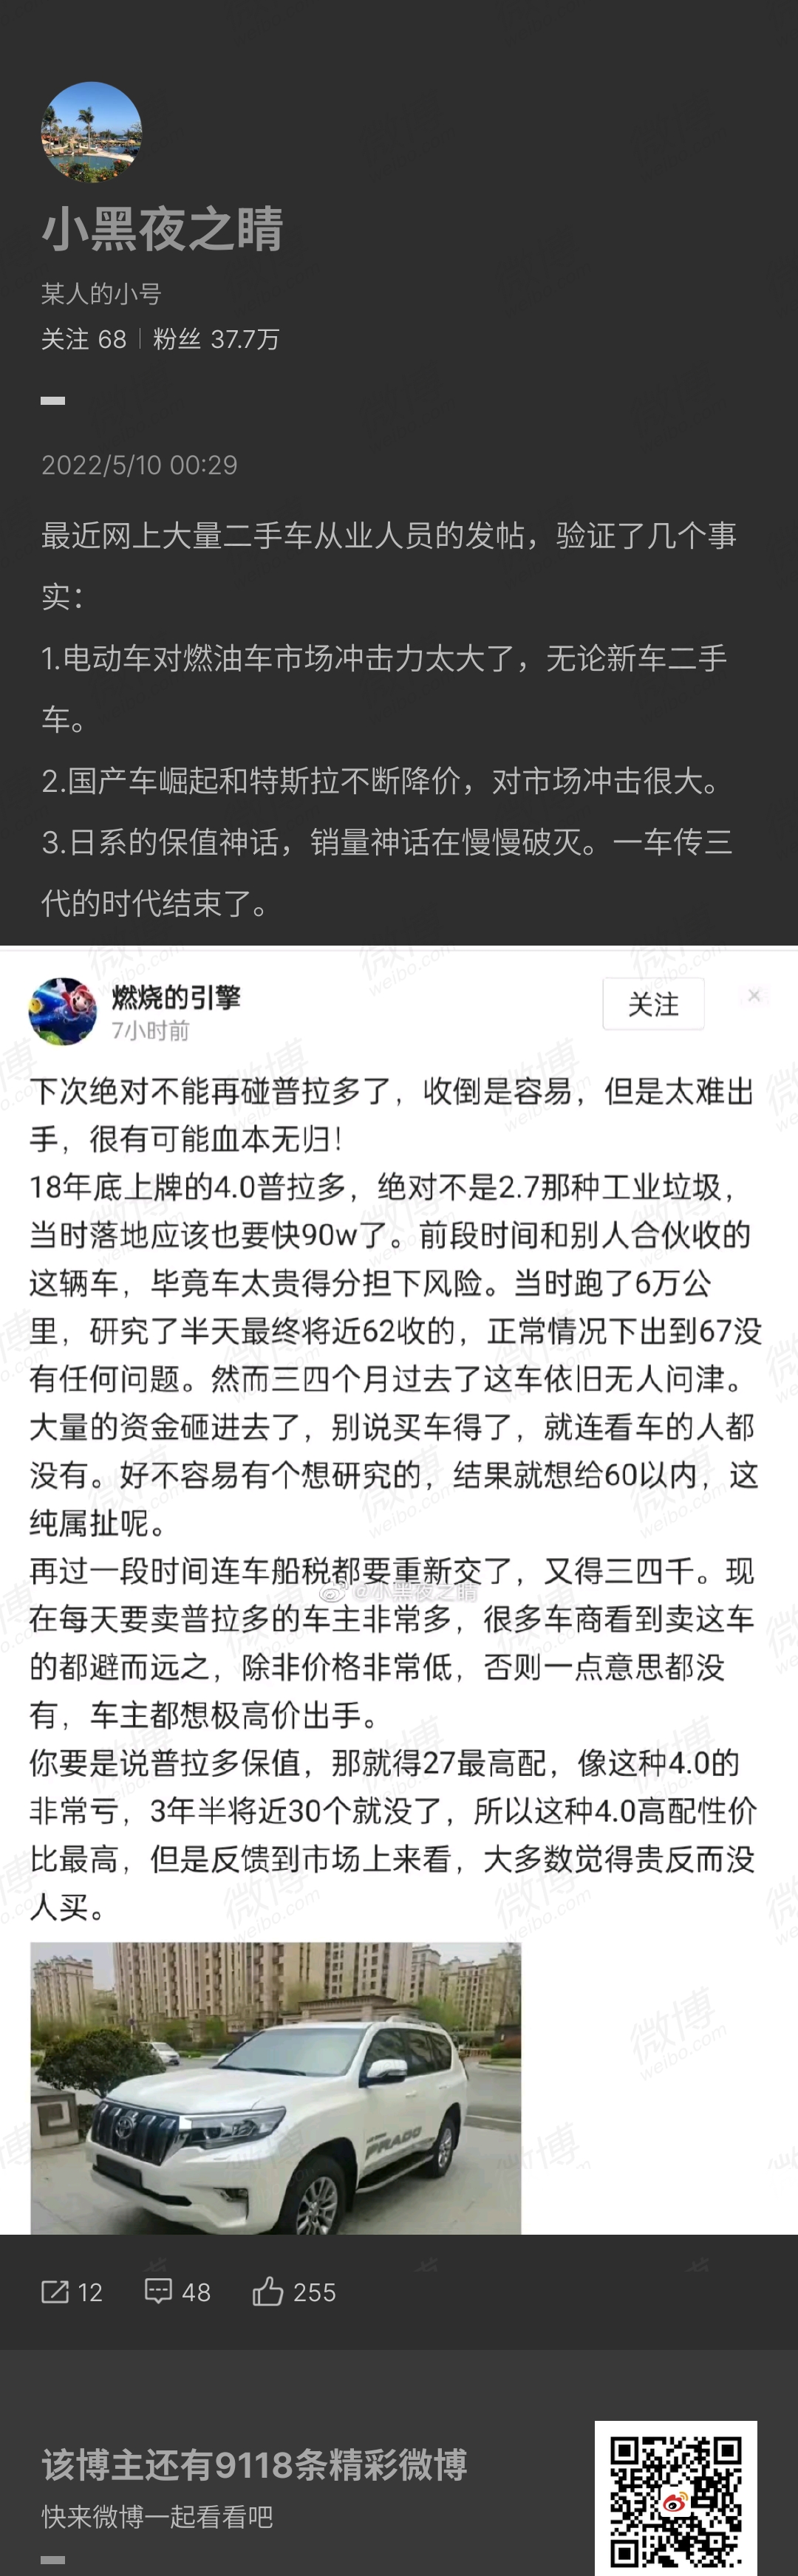 小黑夜之睛
某人的小号
关注 68 | 粉丝 37.7万
2022/5/10 00:29
最近网上大量二手车从业人员的发帖，验证了几个事
实：
1.电动车对燃油车市场冲击力太大了，无论新车二手
车。
2.国产车崛起和特斯拉不断降价，对市场冲击很大。
3.日系的保值神话，销量神话在慢慢破灭。一车传三
代的时代结束了。
燃烧的引擎
关注
7小时前
下次绝对不能再碰普拉多了，收倒是容易，但是太难出
手，很有可能血本无归！
18年底上牌的4.0普拉多，绝对不是2.7那种工业垃圾，
当时落地应该也要快90w了。前段时间和别人合伙收的
这辆车，毕竟车太贵得分担下风险。当时跑了6万公
里，研究了半天最终将近62收的，正常情况下出到67没
有任何问题。然而三四个月过去了这车依旧无人问津。
大量的资金砸进去了，别说买车得了，就连看车的人都
没有。好不容易有个想研究的，结果就想给60以内，这
纯属扯呢。
再过一段时间连车船税都要重新交了，又得三四千。现
@小黑夜之睛
在每天要卖普拉多的车主非常多，很多车商看到卖这车
的都避而远之，除非价格非常低，否则一点意思都没
有，车主都想极高价出手。
你要是说普拉多保值，那就得27最高配，像这种4.0的
非常亏，3年半将近30个就没了，所以这种4.0高配性价
比最高，但是反馈到市场上来看，大多数觉得贵反而没
人买。
PRADO
12 48 255
该博主还有9118条精彩微博
快来微博一起看看吧
微博
weibo.com